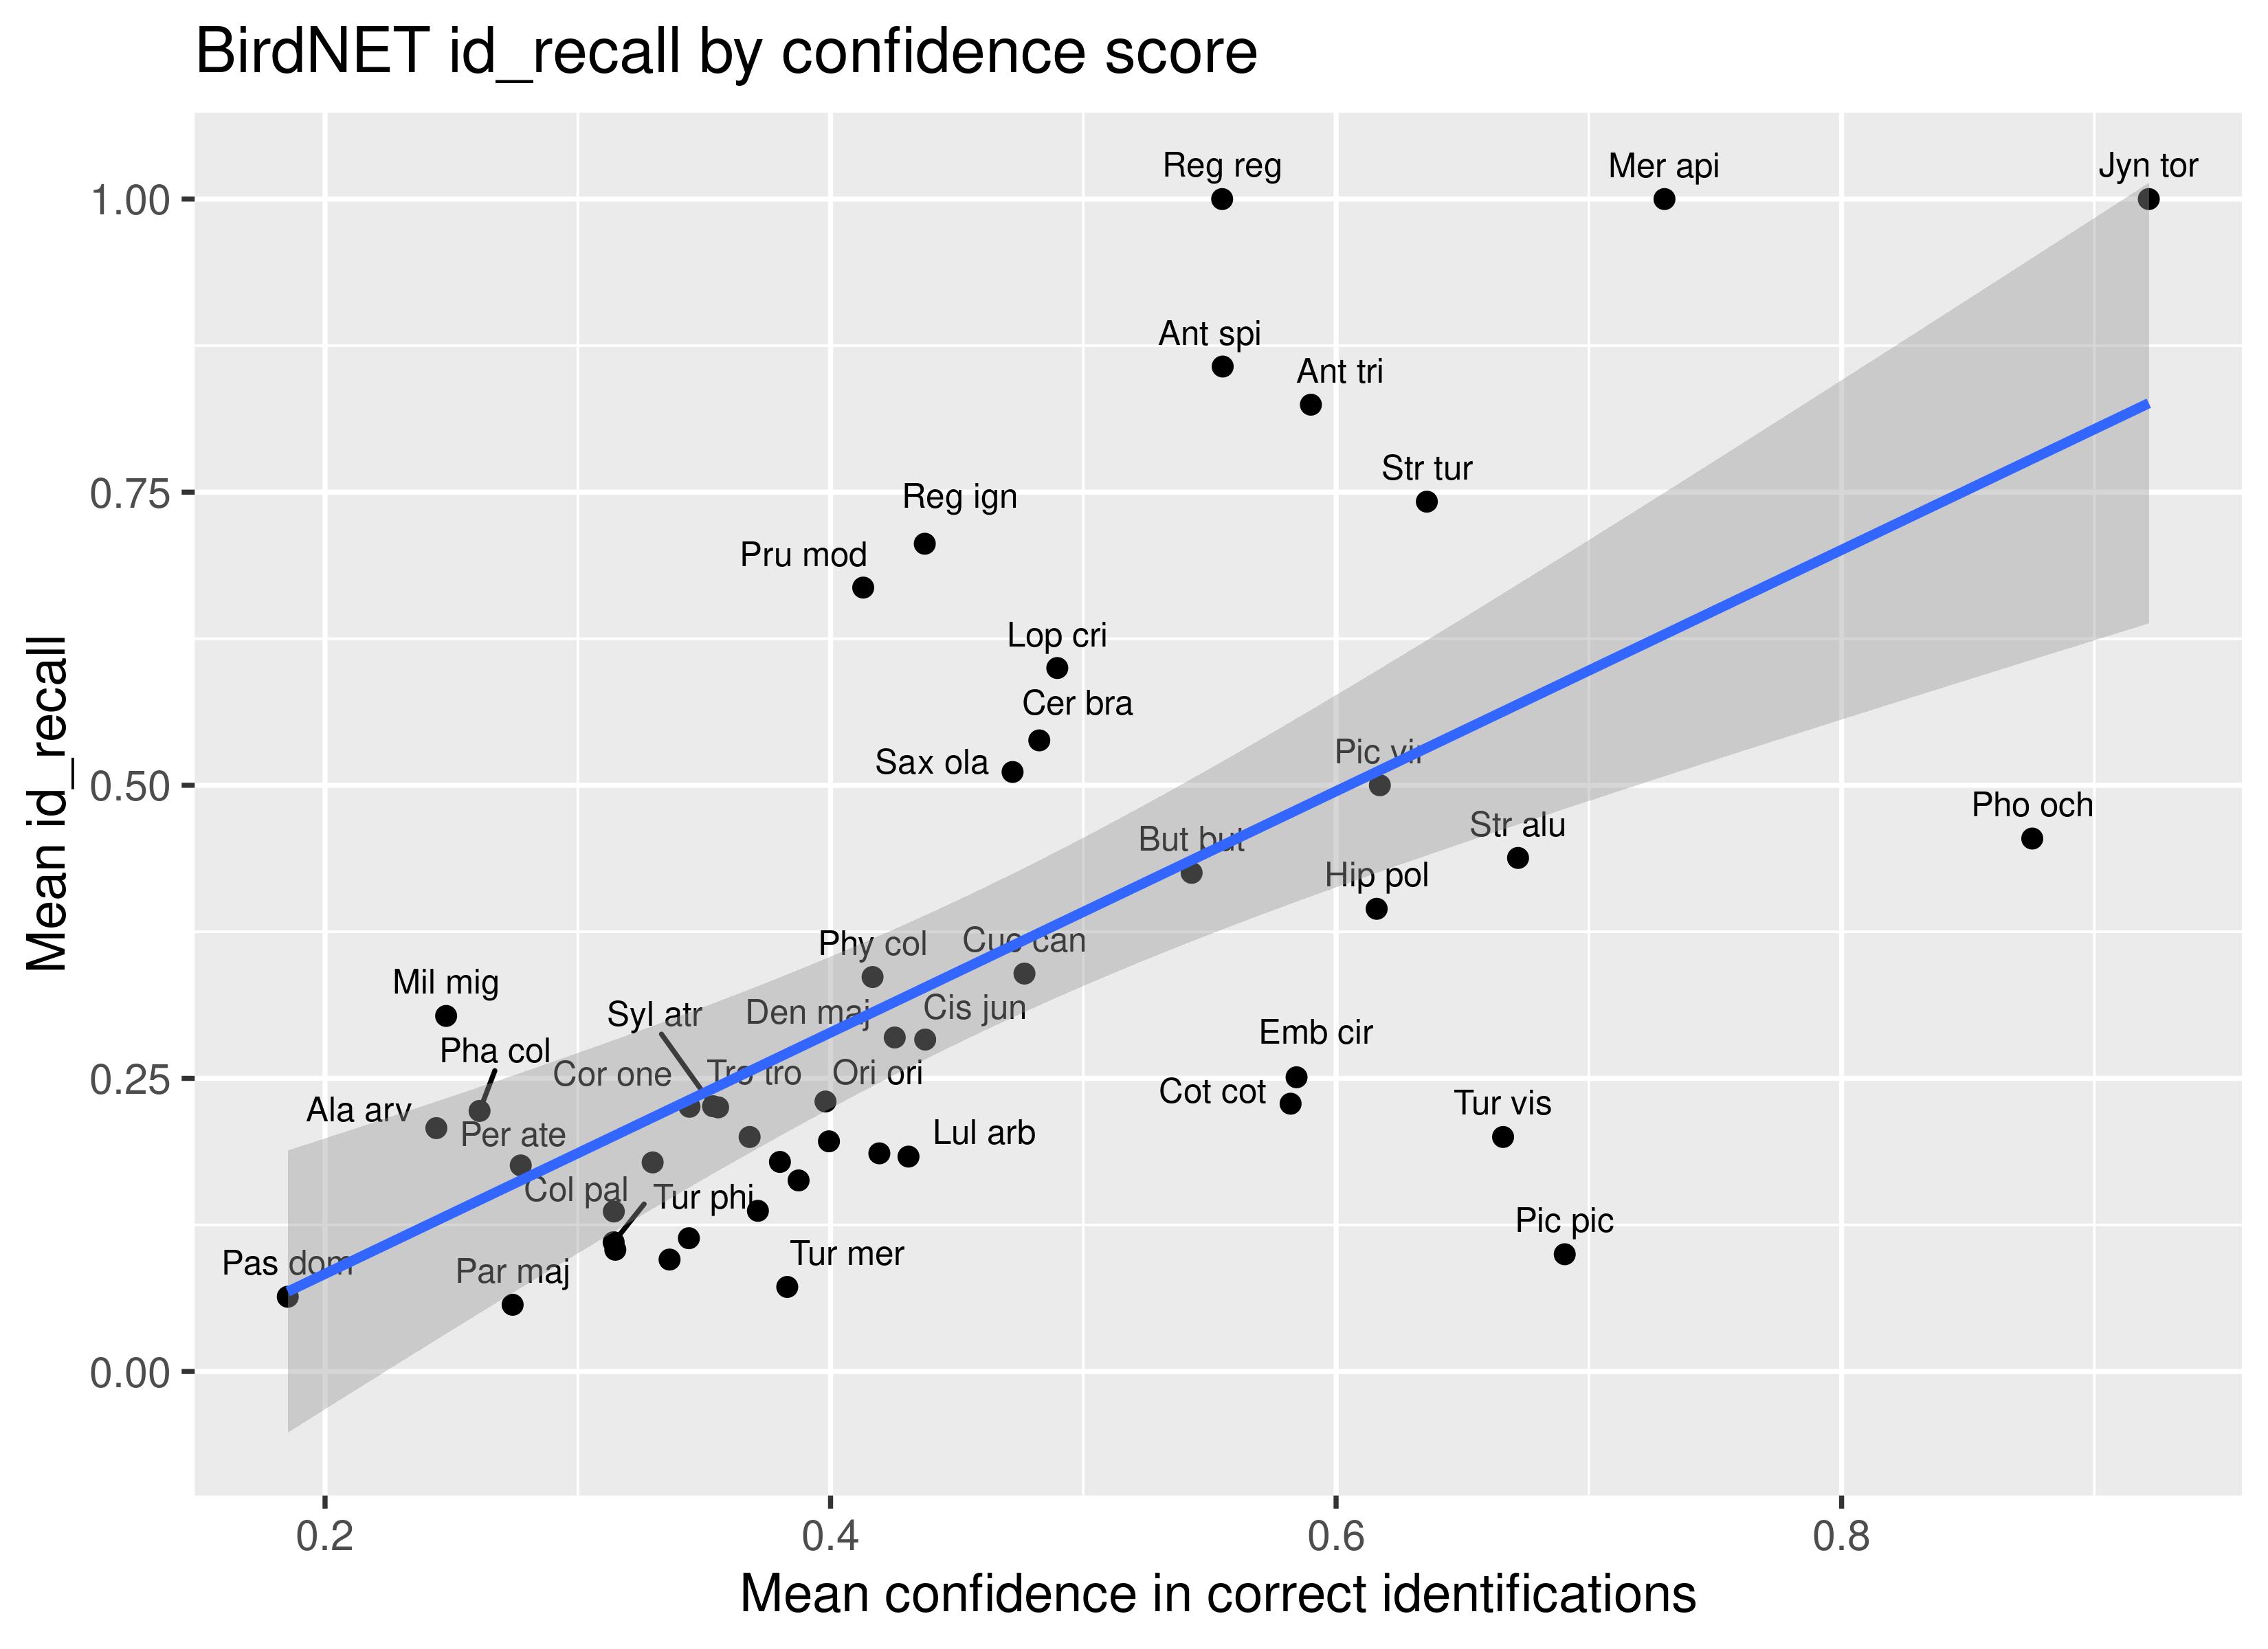 BirdNET id_recall by confidence score
Reg reg
Mer api
Jyn tor
1.00
Ant spi
Ant tri
Str tur
0.75
Reg ign
Pru mod
Lop cri
Cer bra
Sax ola
Pic vir
0.50
Pho och
Str alu
But but
Hip pol
Phy col
Cuc can
Mil mig
Syl atr
Den maj
Cis jun
Emb cir
Pha col
Cor one
Tro tro
Ori ori
0.25
Ala arv
Cot cot
Tur vis
Per ate
Lul arb
Col pal
Tur phi
Pic pic
Pas dom
Par maj
Tur mer
0.00
Mean id_recall
0.2
0.4
0.6
0.8
Mean confidence in correct identifications